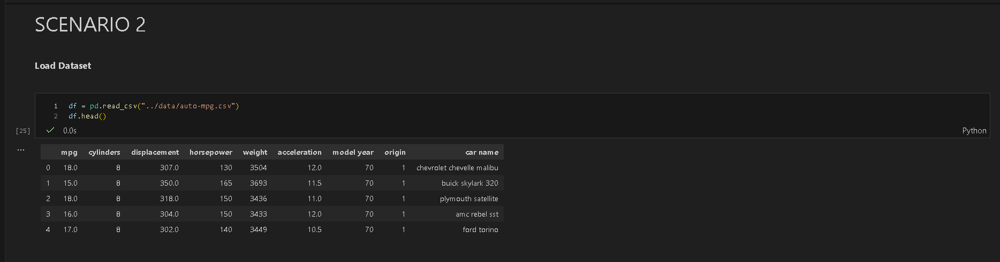 SCENARIO 2
Load Dataset
1 df = pd.read_csv("../data/auto-mpg.csv")
2 df.head()
[25] 0.0s Python
...
mpg cylinders displacement horsepower weight acceleration model year origin car name
0 18.0 8 307.0 130 3504 12.0 70 1 chevrolet chevelle malibu
1 15.0 8 350.0 165 3693 11.5 70 1 buick skylark 320
2 18.0 8 318.0 150 3436 11.0 70 1 plymouth satellite
3 16.0 8 304.0 150 3433 12.0 70 1 amc rebel sst
4 17.0 8 302.0 140 3449 10.5 70 1 ford torino